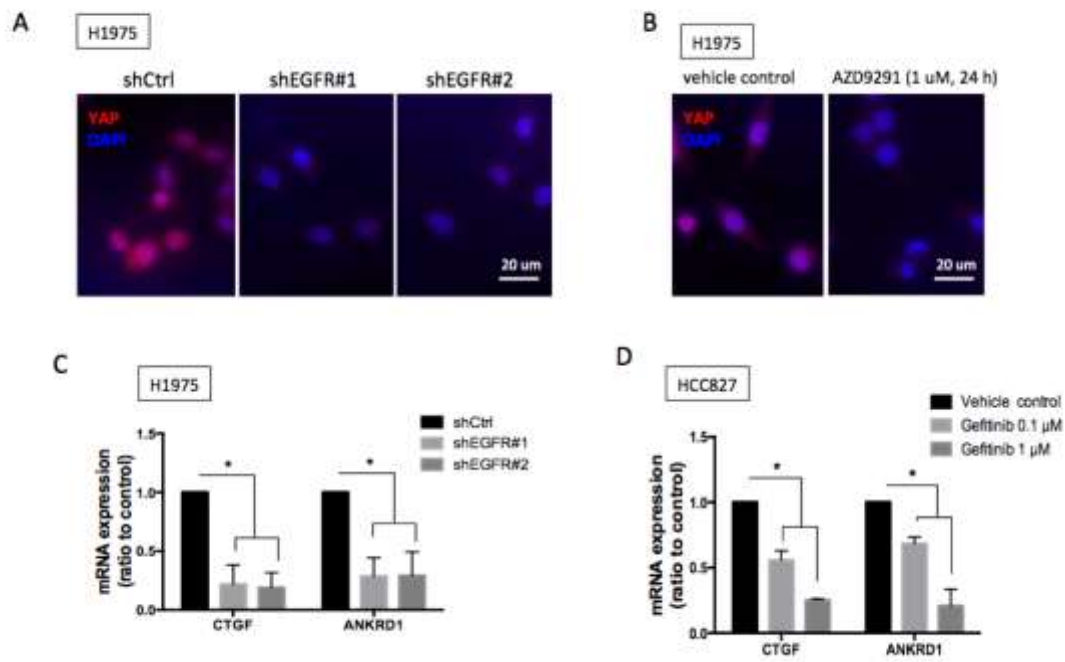 A
H1975
shCtrl shEGFR#1 shEGFR#2
YAP
DAPI
20 um
B
H1975
vehicle control AZD9291 (1 uM, 24 h)
YAP
DAPI
20 um
C
H1975
shCtrl
shEGFR#1
shEGFR#2
mRNA expression
(ratio to control)
1.5
1.0
0.5
0.0
*
*
CTGF ANKRD1
D
HCC827
Vehicle control
Gefitinib 0.1 μM
Gefitinib 1 μM
mRNA expression
(ratio to control)
1.5
1.0
0.5
0.0
*
*
CTGF ANKRD1